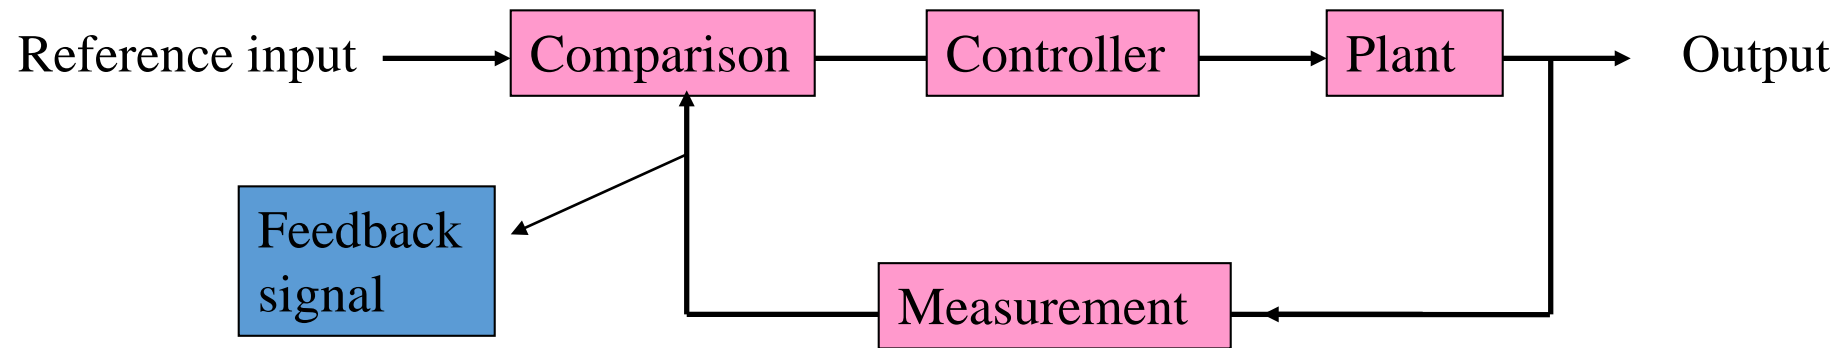 Reference input
Comparison
Controller
Plant
Output
Feedback
signal
Measurement